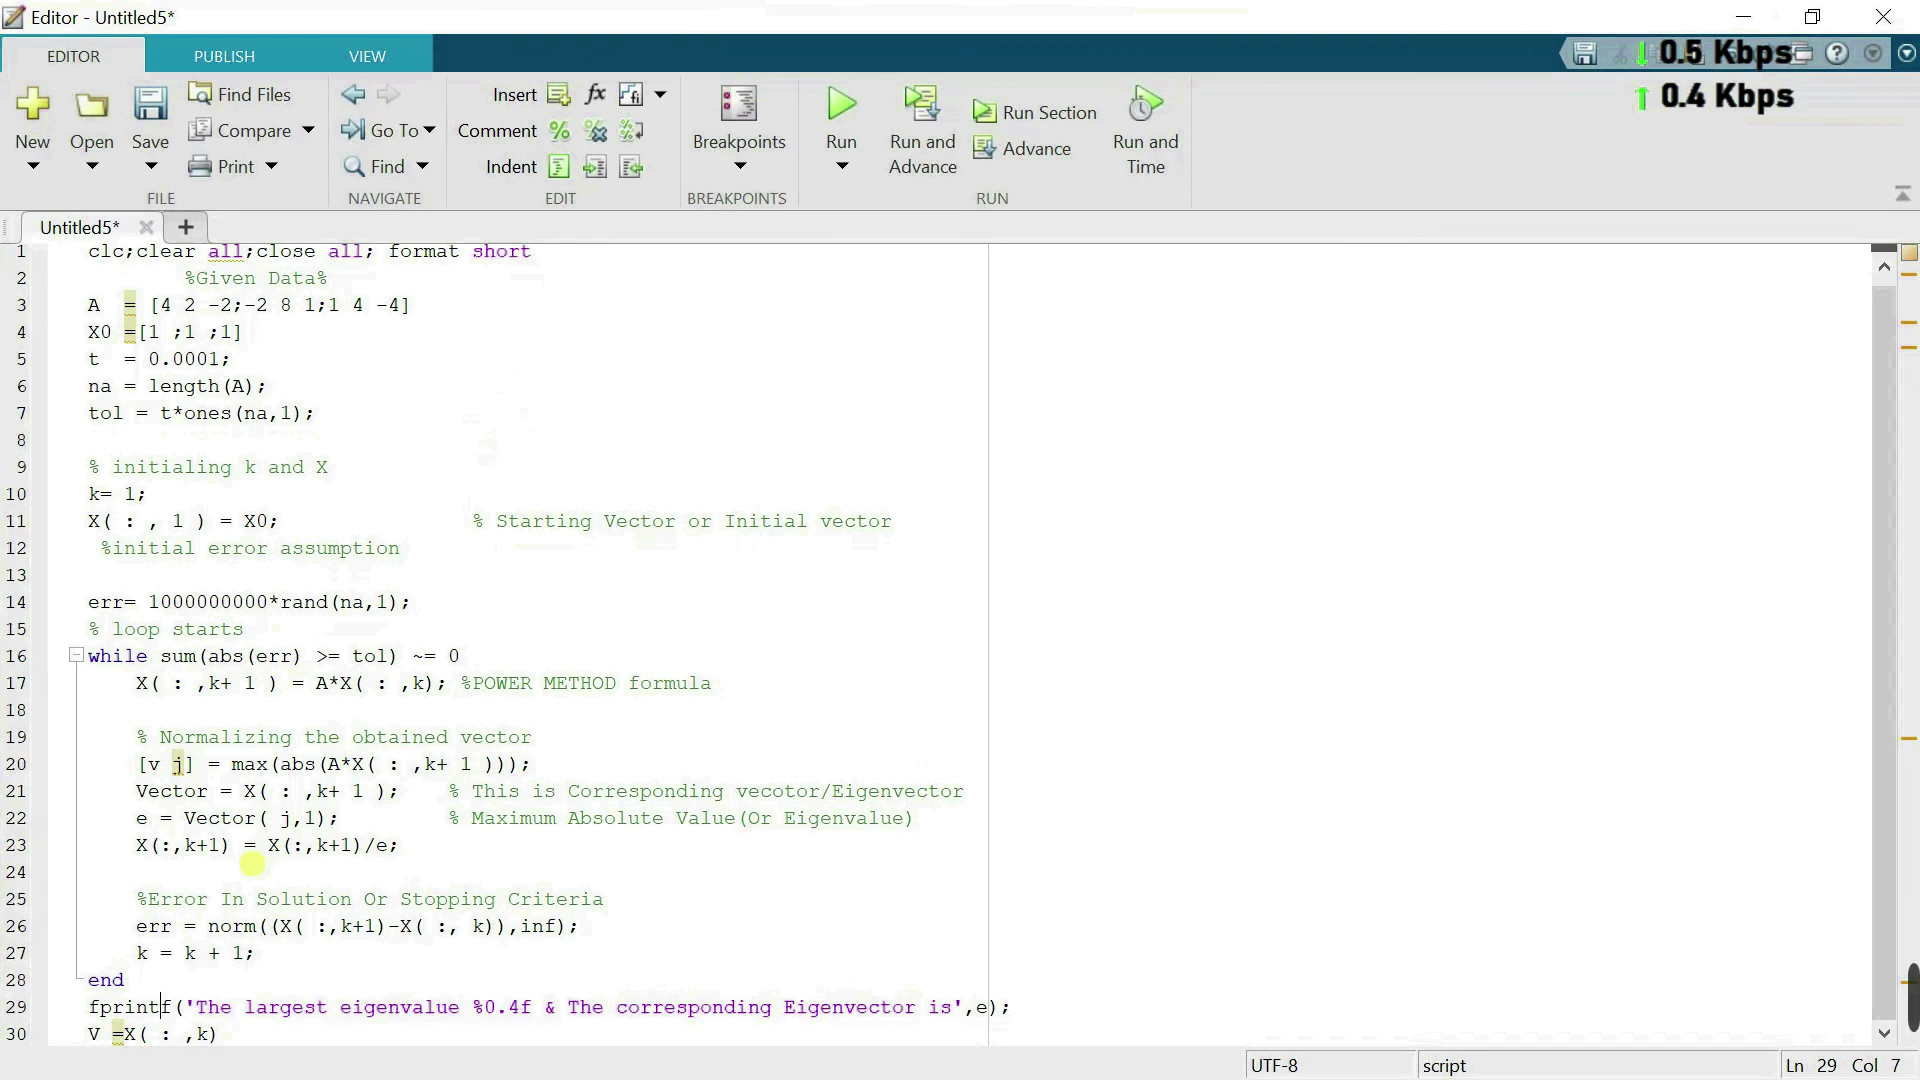 Editor - Untitled5*
EDITOR PUBLISH VIEW
0.5 Kbps
0.4 Kbps
New Open Save Find Files Compare Print
Go To Find
Insert fx
Comment
Indent
Breakpoints
Run Run and Advance Run Section Advance Run and Time
FILE NAVIGATE EDIT BREAKPOINTS RUN
Untitled5*
1 clc;clear all;close all; format short
2 %Given Data%
3 A = [4 2 -2;-2 8 1;1 4 -4]
4 X0 =[1 ;1 ;1]
5 t = 0.0001;
6 na = length(A);
7 tol = t*ones(na,1);
8
9 % initialing k and X
10 k= 1;
11 X( : , 1 ) = X0; % Starting Vector or Initial vector
12 %initial error assumption
13
14 err= 1000000000*rand(na,1);
15 % loop starts
16 while sum(abs(err) >= tol) ~= 0
17 X( : ,k+ 1 ) = A*X( : ,k); %POWER METHOD formula
18
19 % Normalizing the obtained vector
20 [v j] = max(abs(A*X( : ,k+ 1 )));
21 Vector = X( : ,k+ 1 ); % This is Corresponding vecotor/Eigenvector
22 e = Vector( j,1); % Maximum Absolute Value(Or Eigenvalue)
23 X(:,k+1) = X(:,k+1)/e;
24
25 %Error In Solution Or Stopping Criteria
26 err = norm((X( :,k+1)-X( :, k)),inf);
27 k = k + 1;
28 end
29 fprintf('The largest eigenvalue %0.4f & The corresponding Eigenvector is',e);
30 V =X( : ,k)
UTF-8 script Ln 29 Col 7